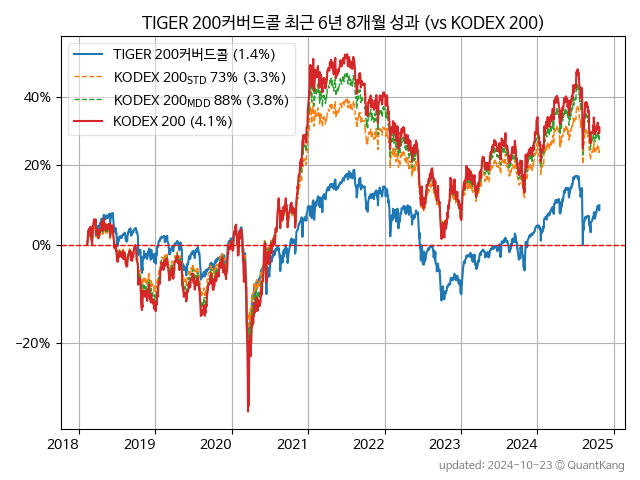 TIGER 200커버드콜 최근 6년 8개월 성과 (vs KODEX 200)
TIGER 200커버드콜 (1.4%)
KODEX 200STD 73% (3.3%)
KODEX 200MDD 88% (3.8%)
KODEX 200 (4.1%)
40%
20%
0%
−20%
2018 2019 2020 2021 2022 2023 2024 2025
updated: 2024-10-23 © QuantKang